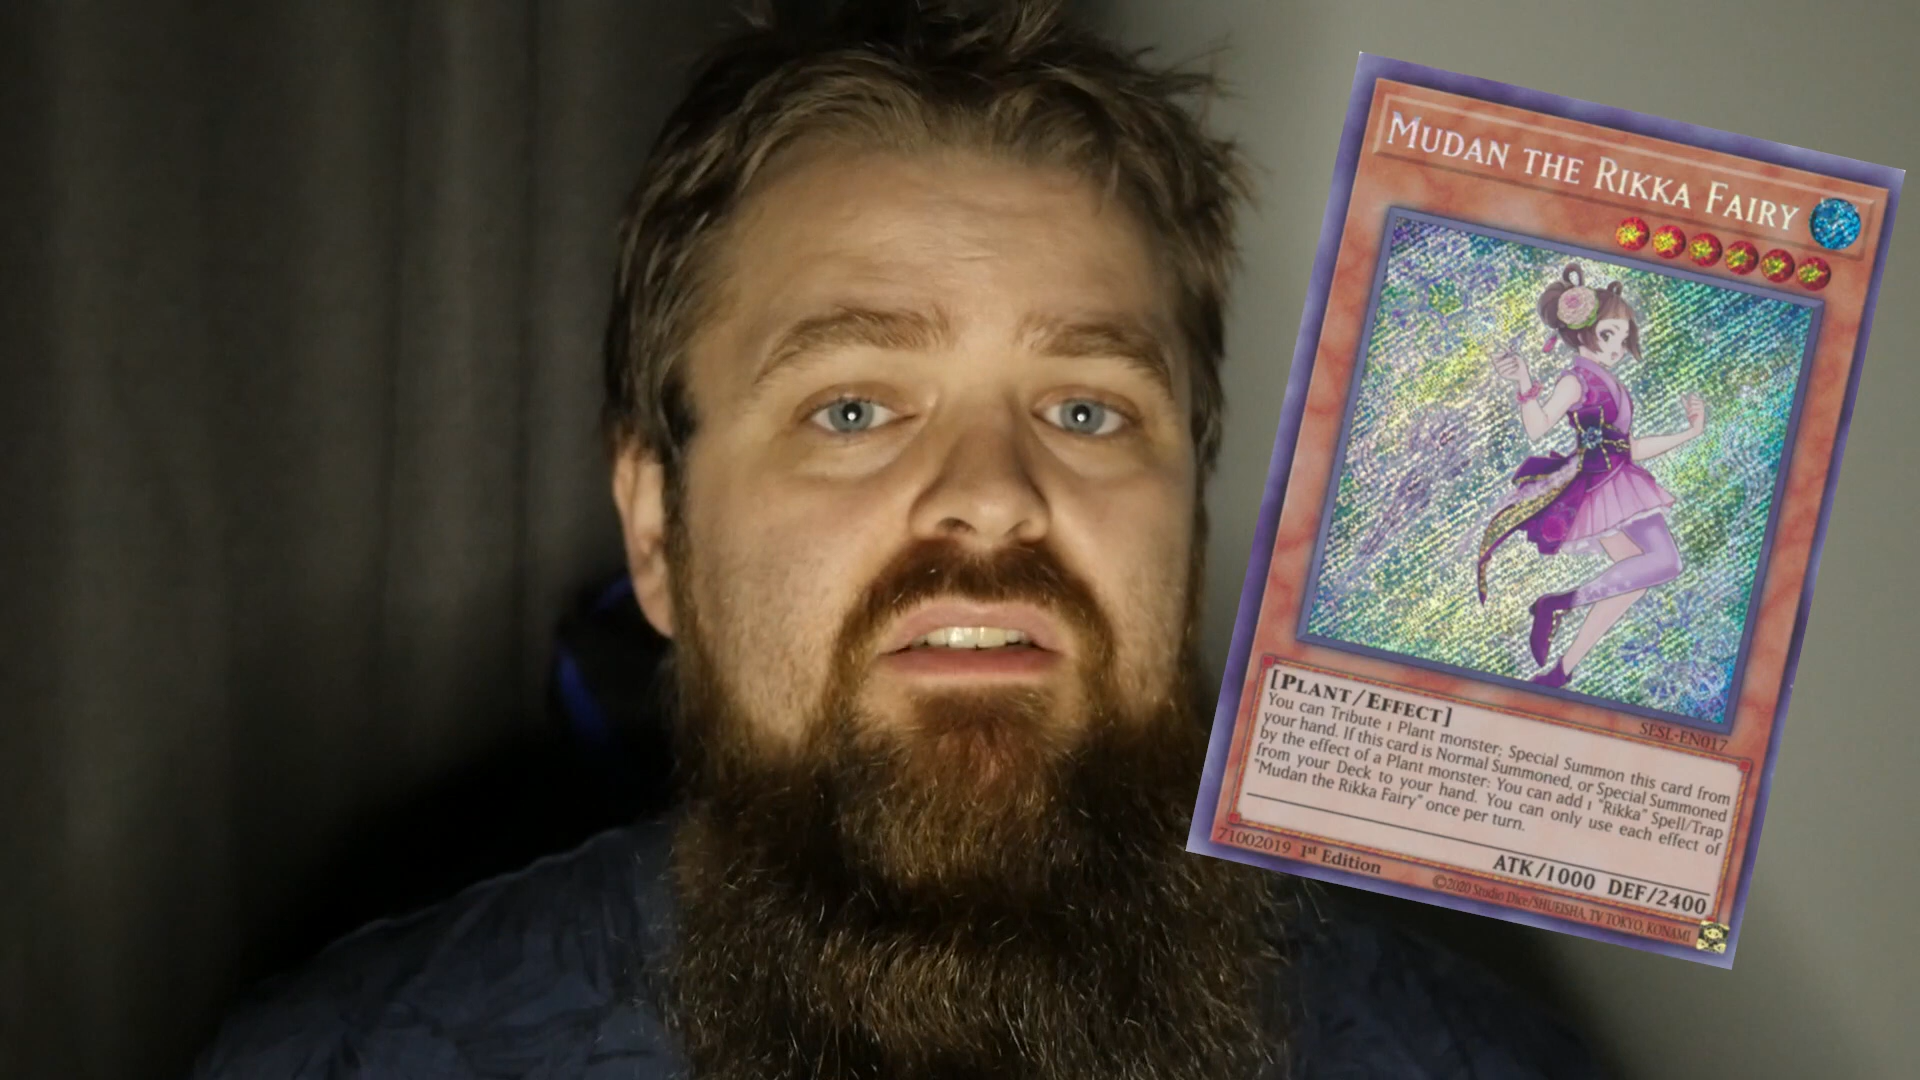 MUDAN THE RIKKA FAIRY
SESL-EN017
[PLANT/EFFECT]
You can Tribute 1 Plant monster; Special Summon this card from
your hand. If this card is Normal Summoned, or Special Summoned
by the effect of a Plant monster: You can add 1 "Rikka" Spell/Trap
from your Deck to your hand. You can only use each effect of
"Mudan the Rikka Fairy" once per turn.
ATK/1000 DEF/2400
71002019 1st Edition
©2020 Studio Dice/SHUEISHA, TV TOKYO, KONAMI